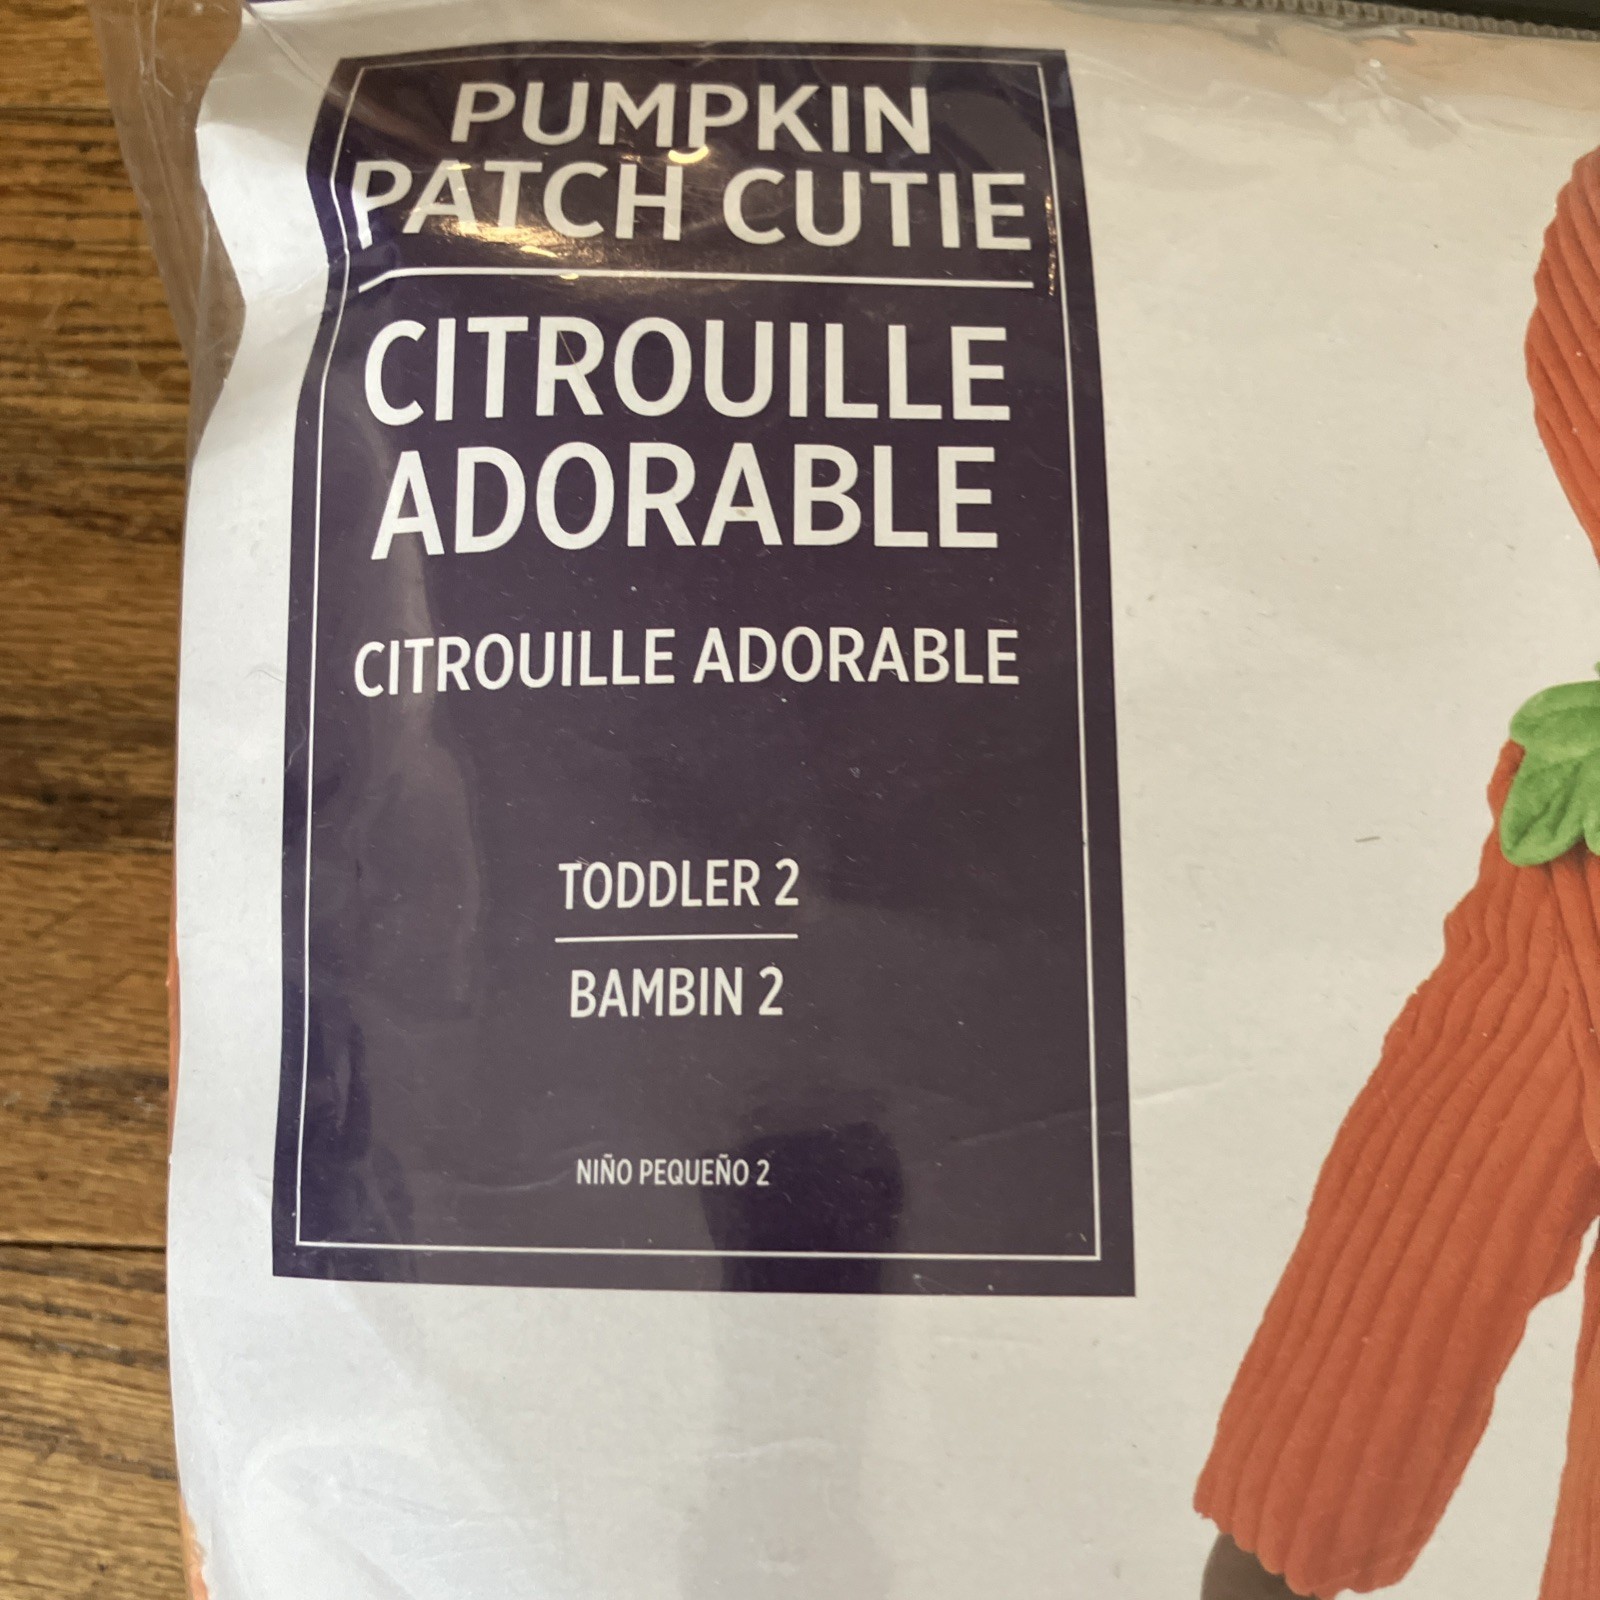 PUMPKIN
PATCH CUTIE
CITROUILLE
ADORABLE
CITROUILLE ADORABLE
TODDLER 2
BAMBIN 2
NIÑO PEQUEÑO 2